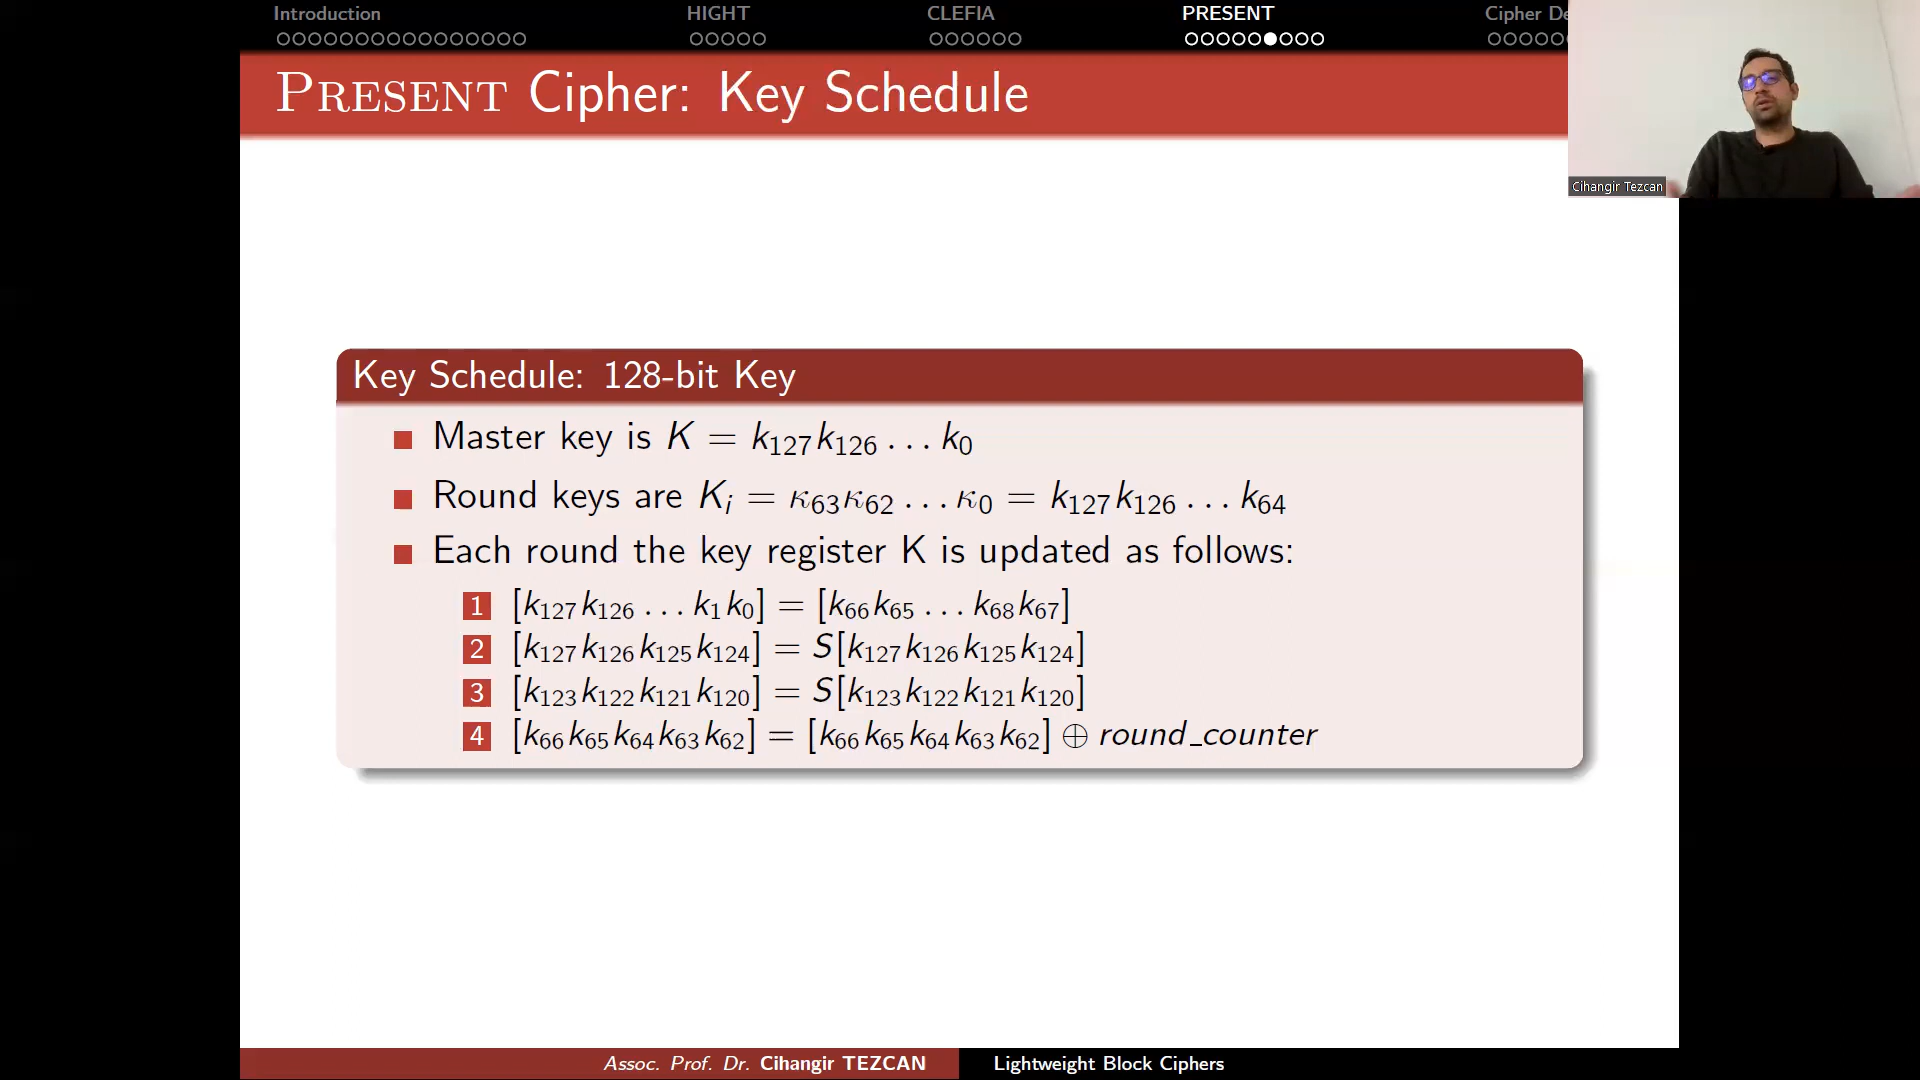 Introduction HIGHT CLEFIA PRESENT Cipher De
PRESENT Cipher: Key Schedule
Cihangir Tezcan
Key Schedule: 128-bit Key
Master key is K = k₁₂₇k₁₂₆ … k₀
Round keys are Kᵢ = κ₆₃κ₆₂ … κ₀ = k₁₂₇k₁₂₆ … k₆₄
Each round the key register K is updated as follows:
1 [k₁₂₇k₁₂₆ … k₁k₀] = [k₆₆k₆₅ … k₆₈k₆₇]
2 [k₁₂₇k₁₂₆k₁₂₅k₁₂₄] = S[k₁₂₇k₁₂₆k₁₂₅k₁₂₄]
3 [k₁₂₃k₁₂₂k₁₂₁k₁₂₀] = S[k₁₂₃k₁₂₂k₁₂₁k₁₂₀]
4 [k₆₆k₆₅k₆₄k₆₃k₆₂] = [k₆₆k₆₅k₆₄k₆₃k₆₂] ⊕ round_counter
Assoc. Prof. Dr. Cihangir TEZCAN Lightweight Block Ciphers